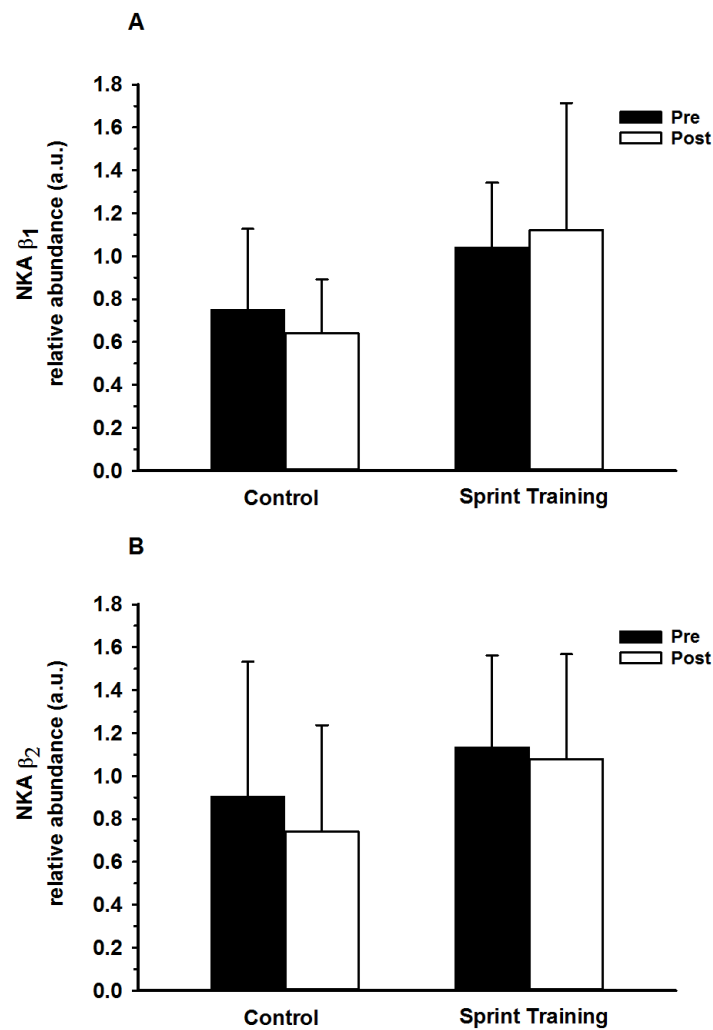 A
NKA β1
relative abundance (a.u.)
1.8
1.6
1.4
1.2
1.0
0.8
0.6
0.4
0.2
0.0
Pre
Post
Control
Sprint Training
B
NKA β2
relative abundance (a.u.)
1.8
1.6
1.4
1.2
1.0
0.8
0.6
0.4
0.2
0.0
Pre
Post
Control
Sprint Training